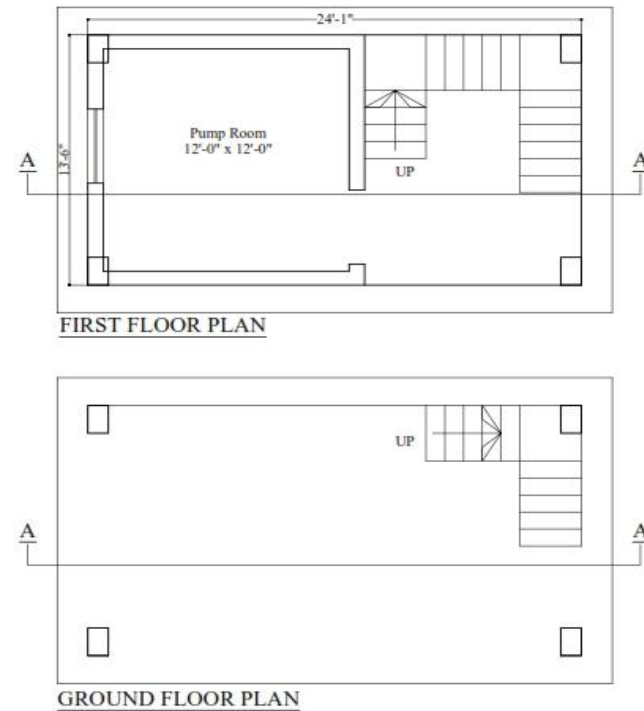 24'-1"
13'-6"
Pump Room
12'-0" x 12'-0"
UP
A
A
FIRST FLOOR PLAN
UP
A
A
GROUND FLOOR PLAN